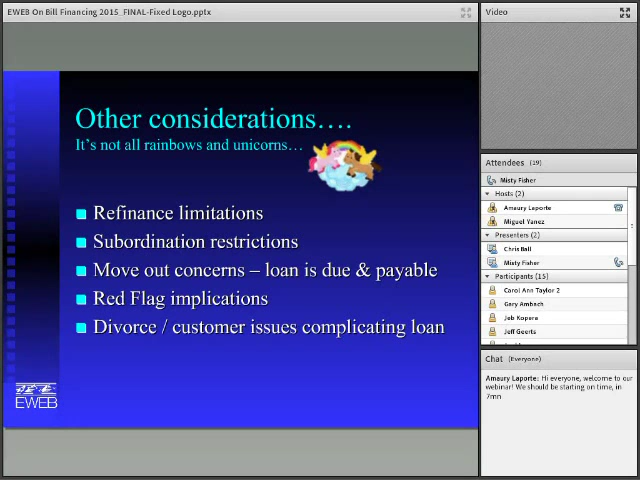 EWEB On Bill Financing 2015_FINAL-Fixed Logo.pptx
Other considerations….
It’s not all rainbows and unicorns…
Refinance limitations
Subordination restrictions
Move out concerns – loan is due & payable
Red Flag implications
Divorce / customer issues complicating loan
EWEB
Video
Attendees (19)
Misty Fisher
Hosts (2)
Amaury Laporte
Miguel Yanez
Presenters (2)
Chris Ball
Misty Fisher
Participants (15)
Carol Ann Taylor 2
Gary Ambach
Jeb Kopera
Jeff Geerts
Chat (Everyone)
Amaury Laporte: Hi everyone, welcome to our
webinar! We should be starting on time, in
7mn